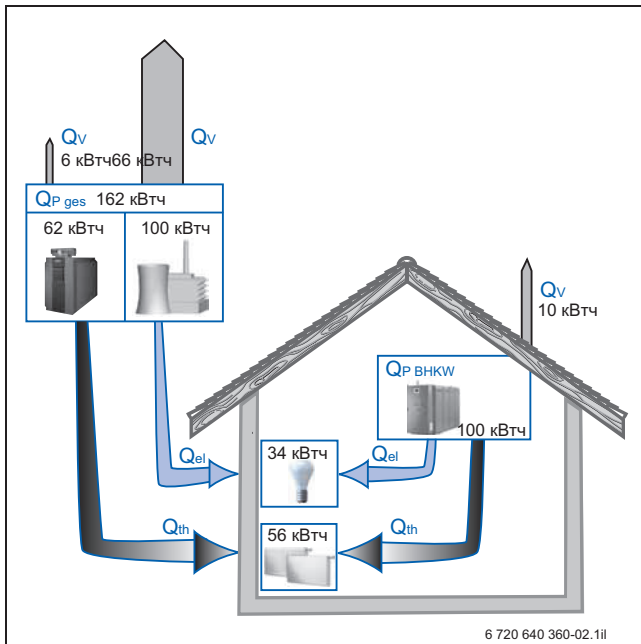 Qv Qv
6 кВтч66 кВтч
QP ges 162 кВтч
62 кВтч 100 кВтч
Qv
10 кВтч
QP BHKW
100 кВтч
Qel 34 кВтч Qel
Qth 56 кВтч Qth
6 720 640 360-02.1il